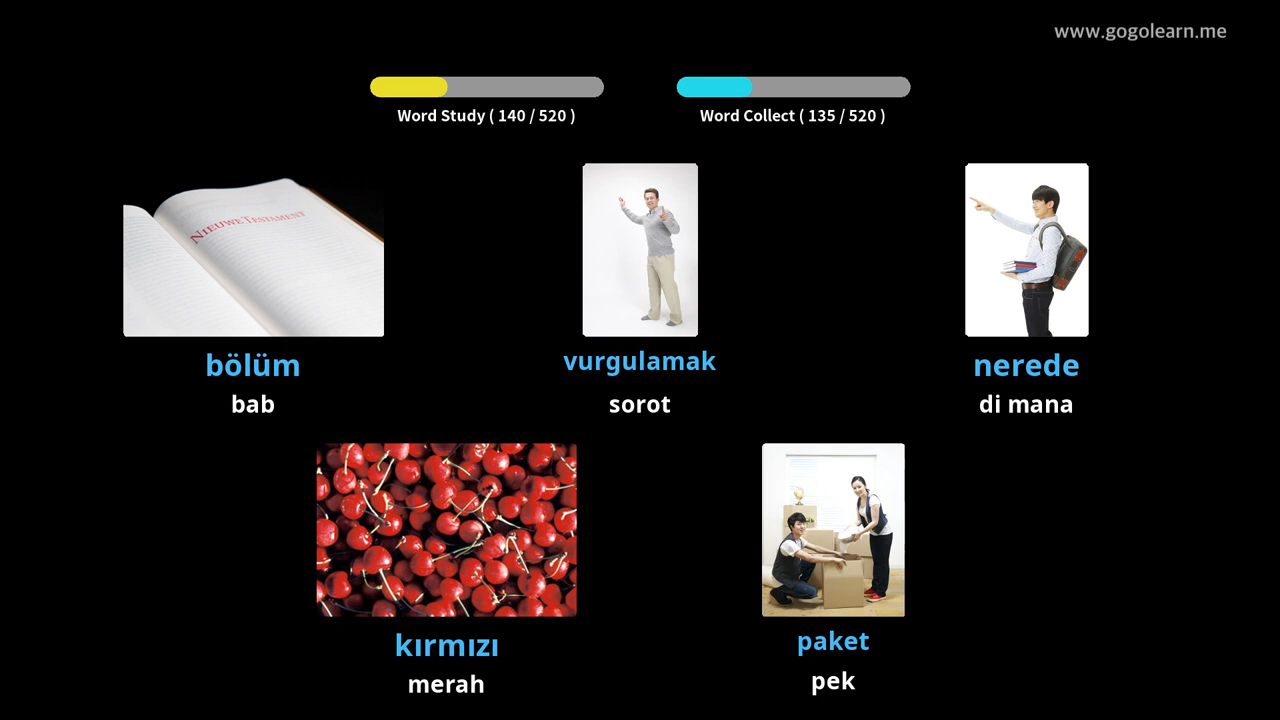 www.gogolearn.me
Word Study ( 140 / 520 )
Word Collect ( 135 / 520 )
NIEUWE TESTAMENT
bölüm
bab
vurgulamak
sorot
nerede
di mana
kırmızı
merah
paket
pek